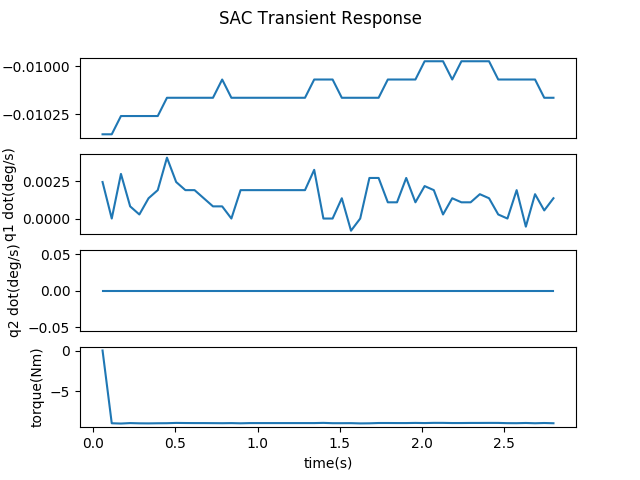 SAC Transient Response
−0.01000
−0.01025
q1 dot(deg/s)
0.0025
0.0000
q2 dot(deg/s)
0.05
0.00
−0.05
torque(Nm)
0
−5
0.0 0.5 1.0 1.5 2.0 2.5
time(s)